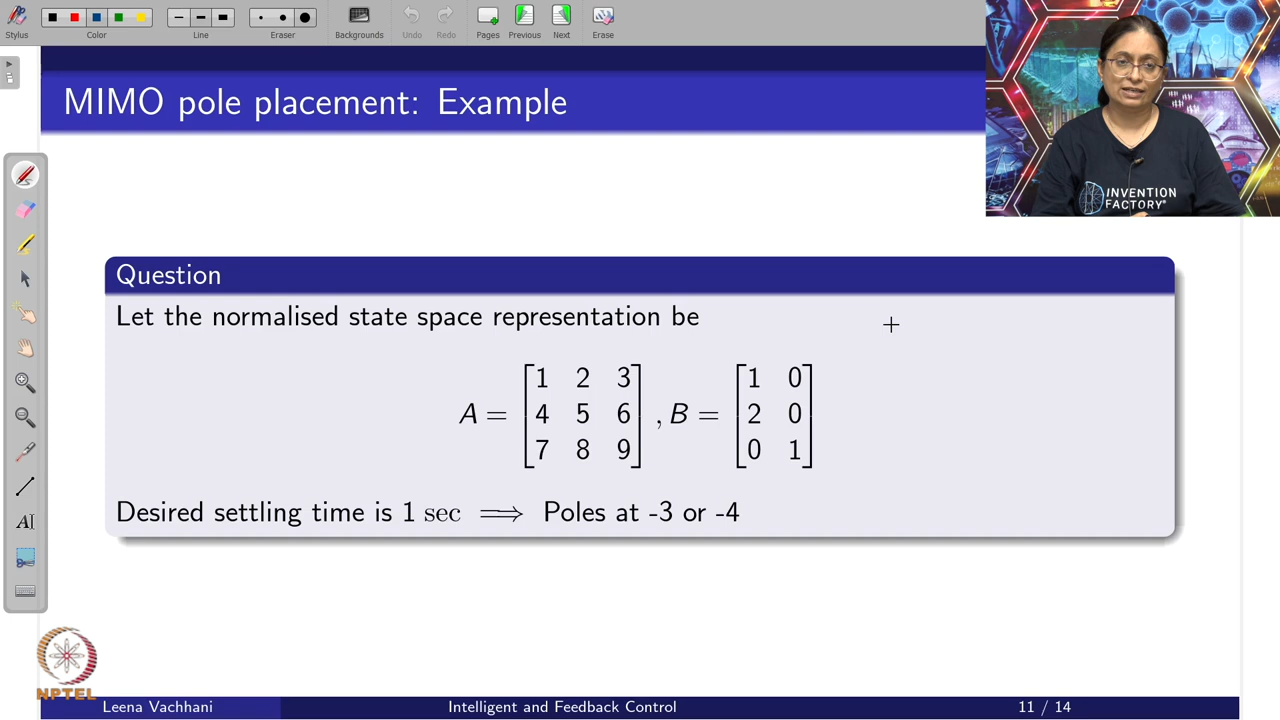 Stylus
Color
Line
Eraser
Backgrounds
Undo
Redo
Pages
Previous
Next
Erase
MIMO pole placement: Example
INVENTION
FACTORY®
Question
Let the normalised state space representation be
A = [1 2 3; 4 5 6; 7 8 9], B = [1 0; 2 0; 0 1]
Desired settling time is 1 sec ⟹ Poles at -3 or -4
NPTEL
Leena Vachhani
Intelligent and Feedback Control
11 / 14